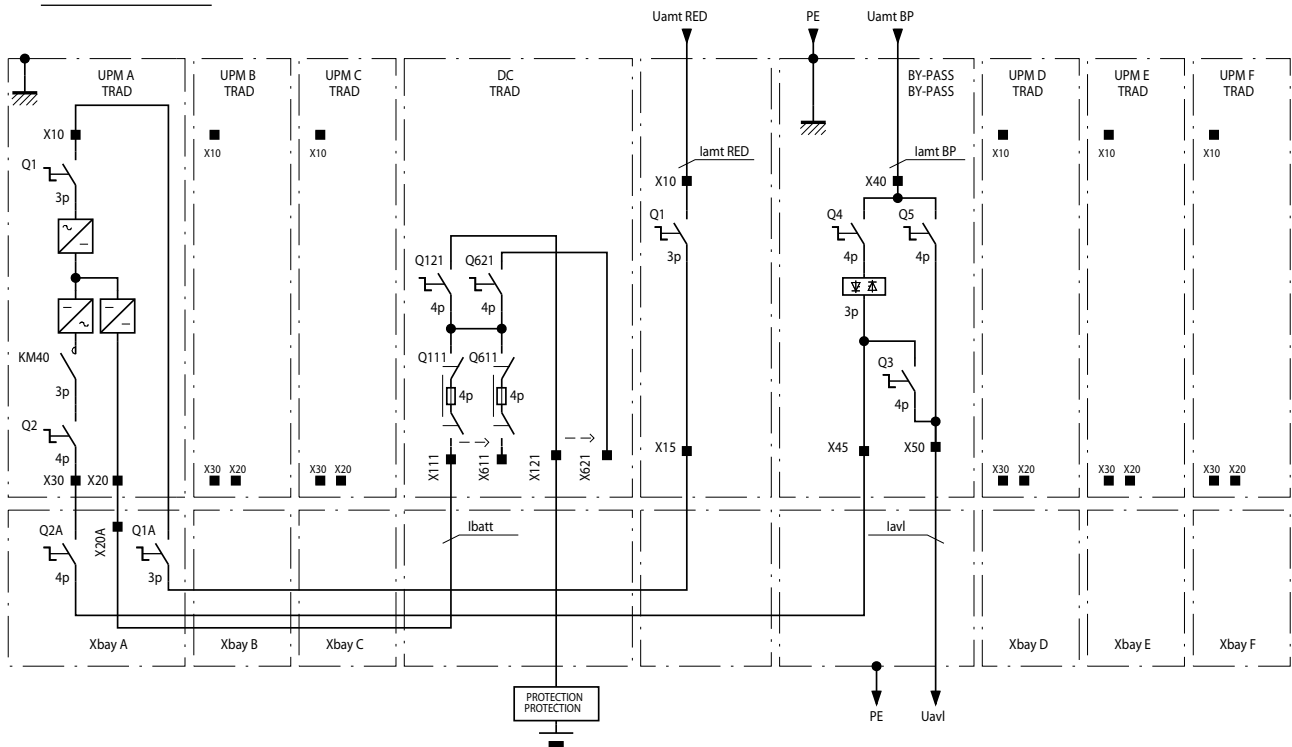 Uamt RED
PE
Uamt BP
UPM A
TRAD
UPM B
TRAD
UPM C
TRAD
DC
TRAD
BY-PASS
BY-PASS
UPM D
TRAD
UPM E
TRAD
UPM F
TRAD
X10
X10
X10
X10
X10
X10
Iamt RED
Iamt BP
Q1
3p
X10
X40
Q1
3p
Q4
4p
Q5
4p
3p
Q121
4p
Q621
4p
KM40
3p
Q111
4p
Q611
4p
Q3
4p
Q2
4p
X30
X20
X30
X20
X30
X20
X111
X611
X121
X621
X15
X45
X50
X30
X20
X30
X20
X30
X20
Q2A
4p
X20A
Q1A
3p
Ibatt
Iavl
Xbay A
Xbay B
Xbay C
Xbay D
Xbay E
Xbay F
PROTECTION
PROTECTION
PE
Uavl